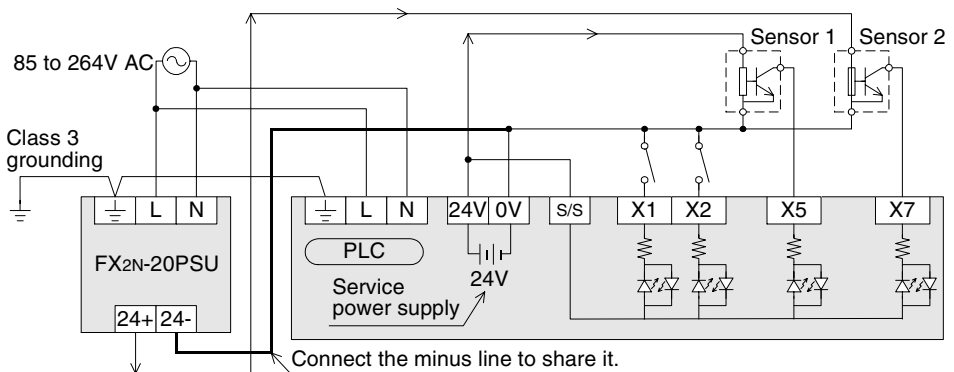 Sensor 1
Sensor 2
85 to 264V AC
Class 3
grounding
L
N
L
N
24V
0V
S/S
X1
X2
X5
X7
FX2N-20PSU
PLC
24V
Service
power supply
24+
24-
Connect the minus line to share it.